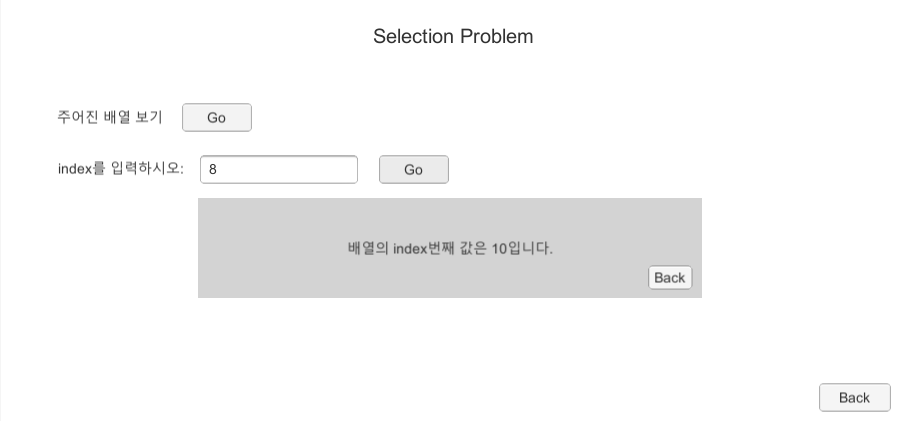 Selection Problem
주어진 배열 보기 Go
index를 입력하시오: 8 Go
배열의 index번째 값은 10입니다.
Back
Back